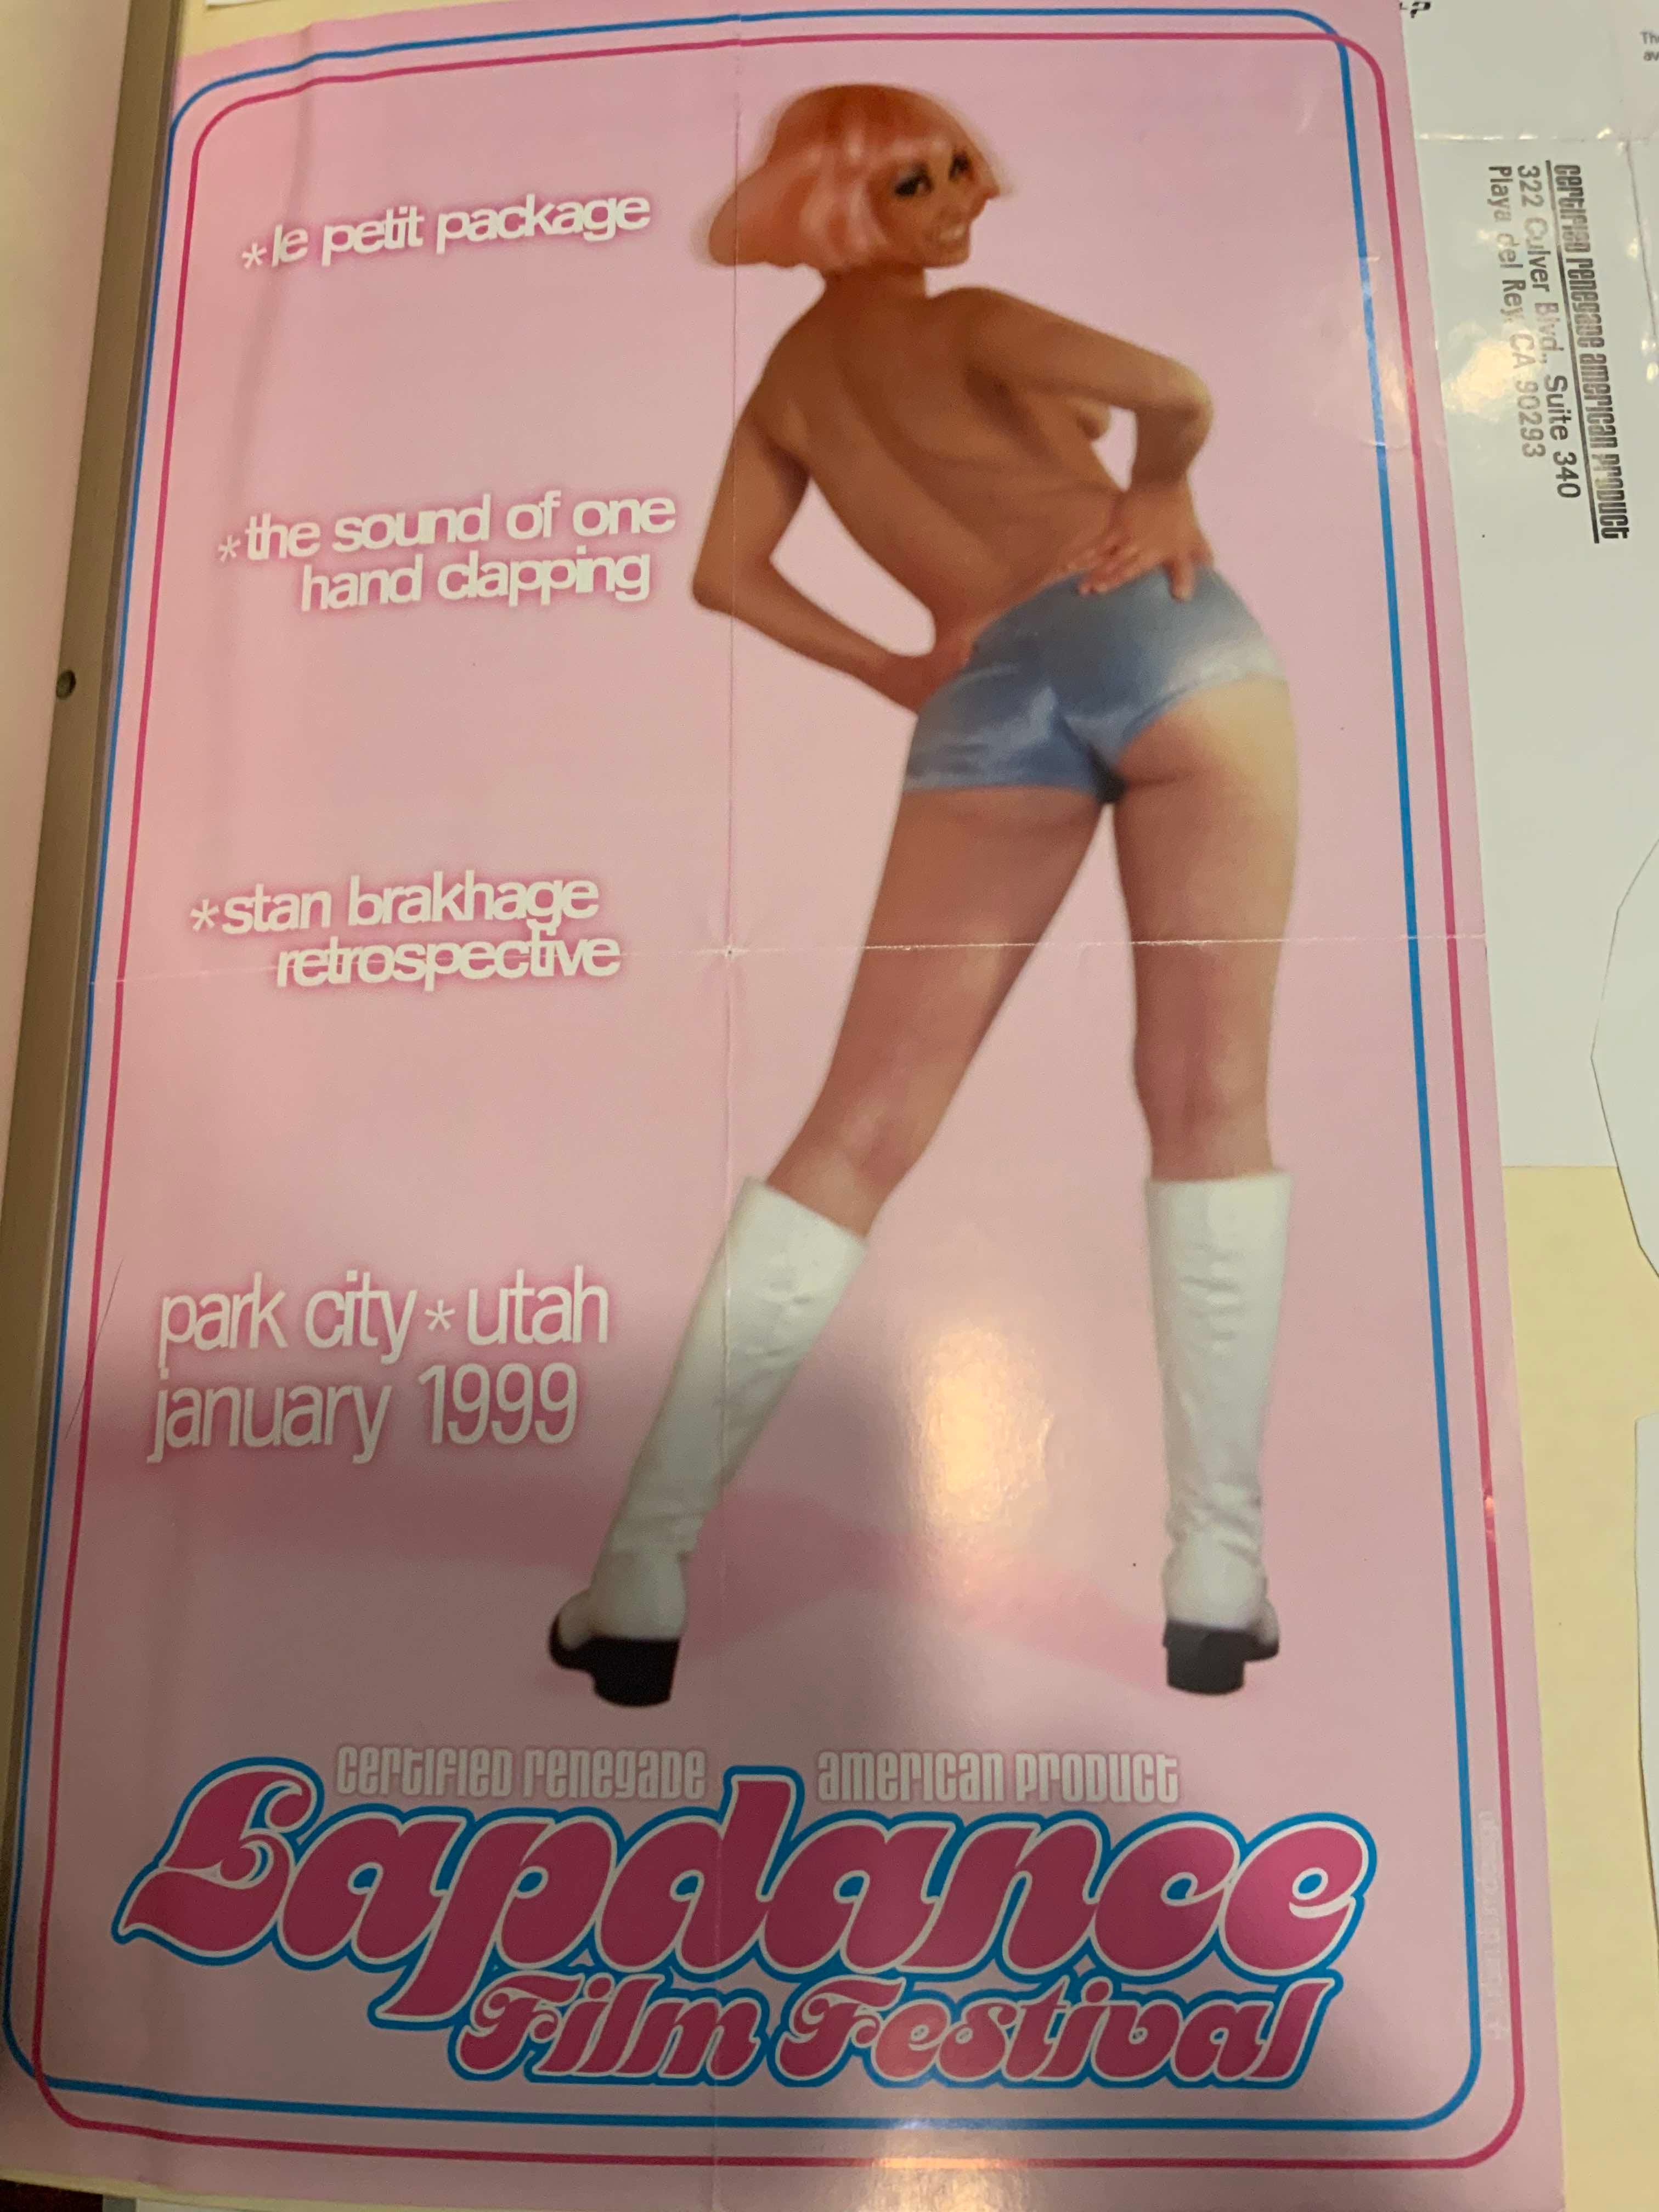 *le petit package
*the sound of one
hand clapping
*stan brakhage
retrospective
park city * utah
january 1999
certified renegade american product
Lapdance
Film Festival
certified renegade american product
322 Culver Blvd., Suite 340
Playa del Rey, CA 90293